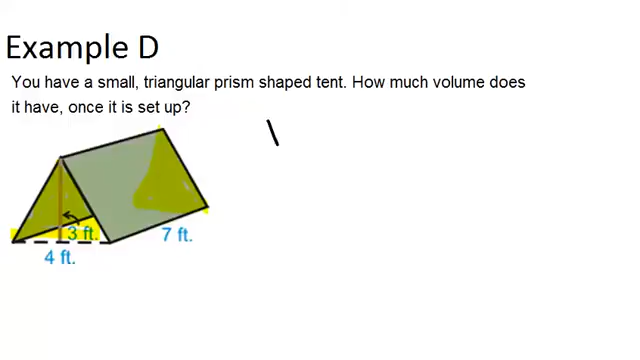 Example D
You have a small, triangular prism shaped tent. How much volume does
it have, once it is set up?
3 ft.
7 ft.
4 ft.